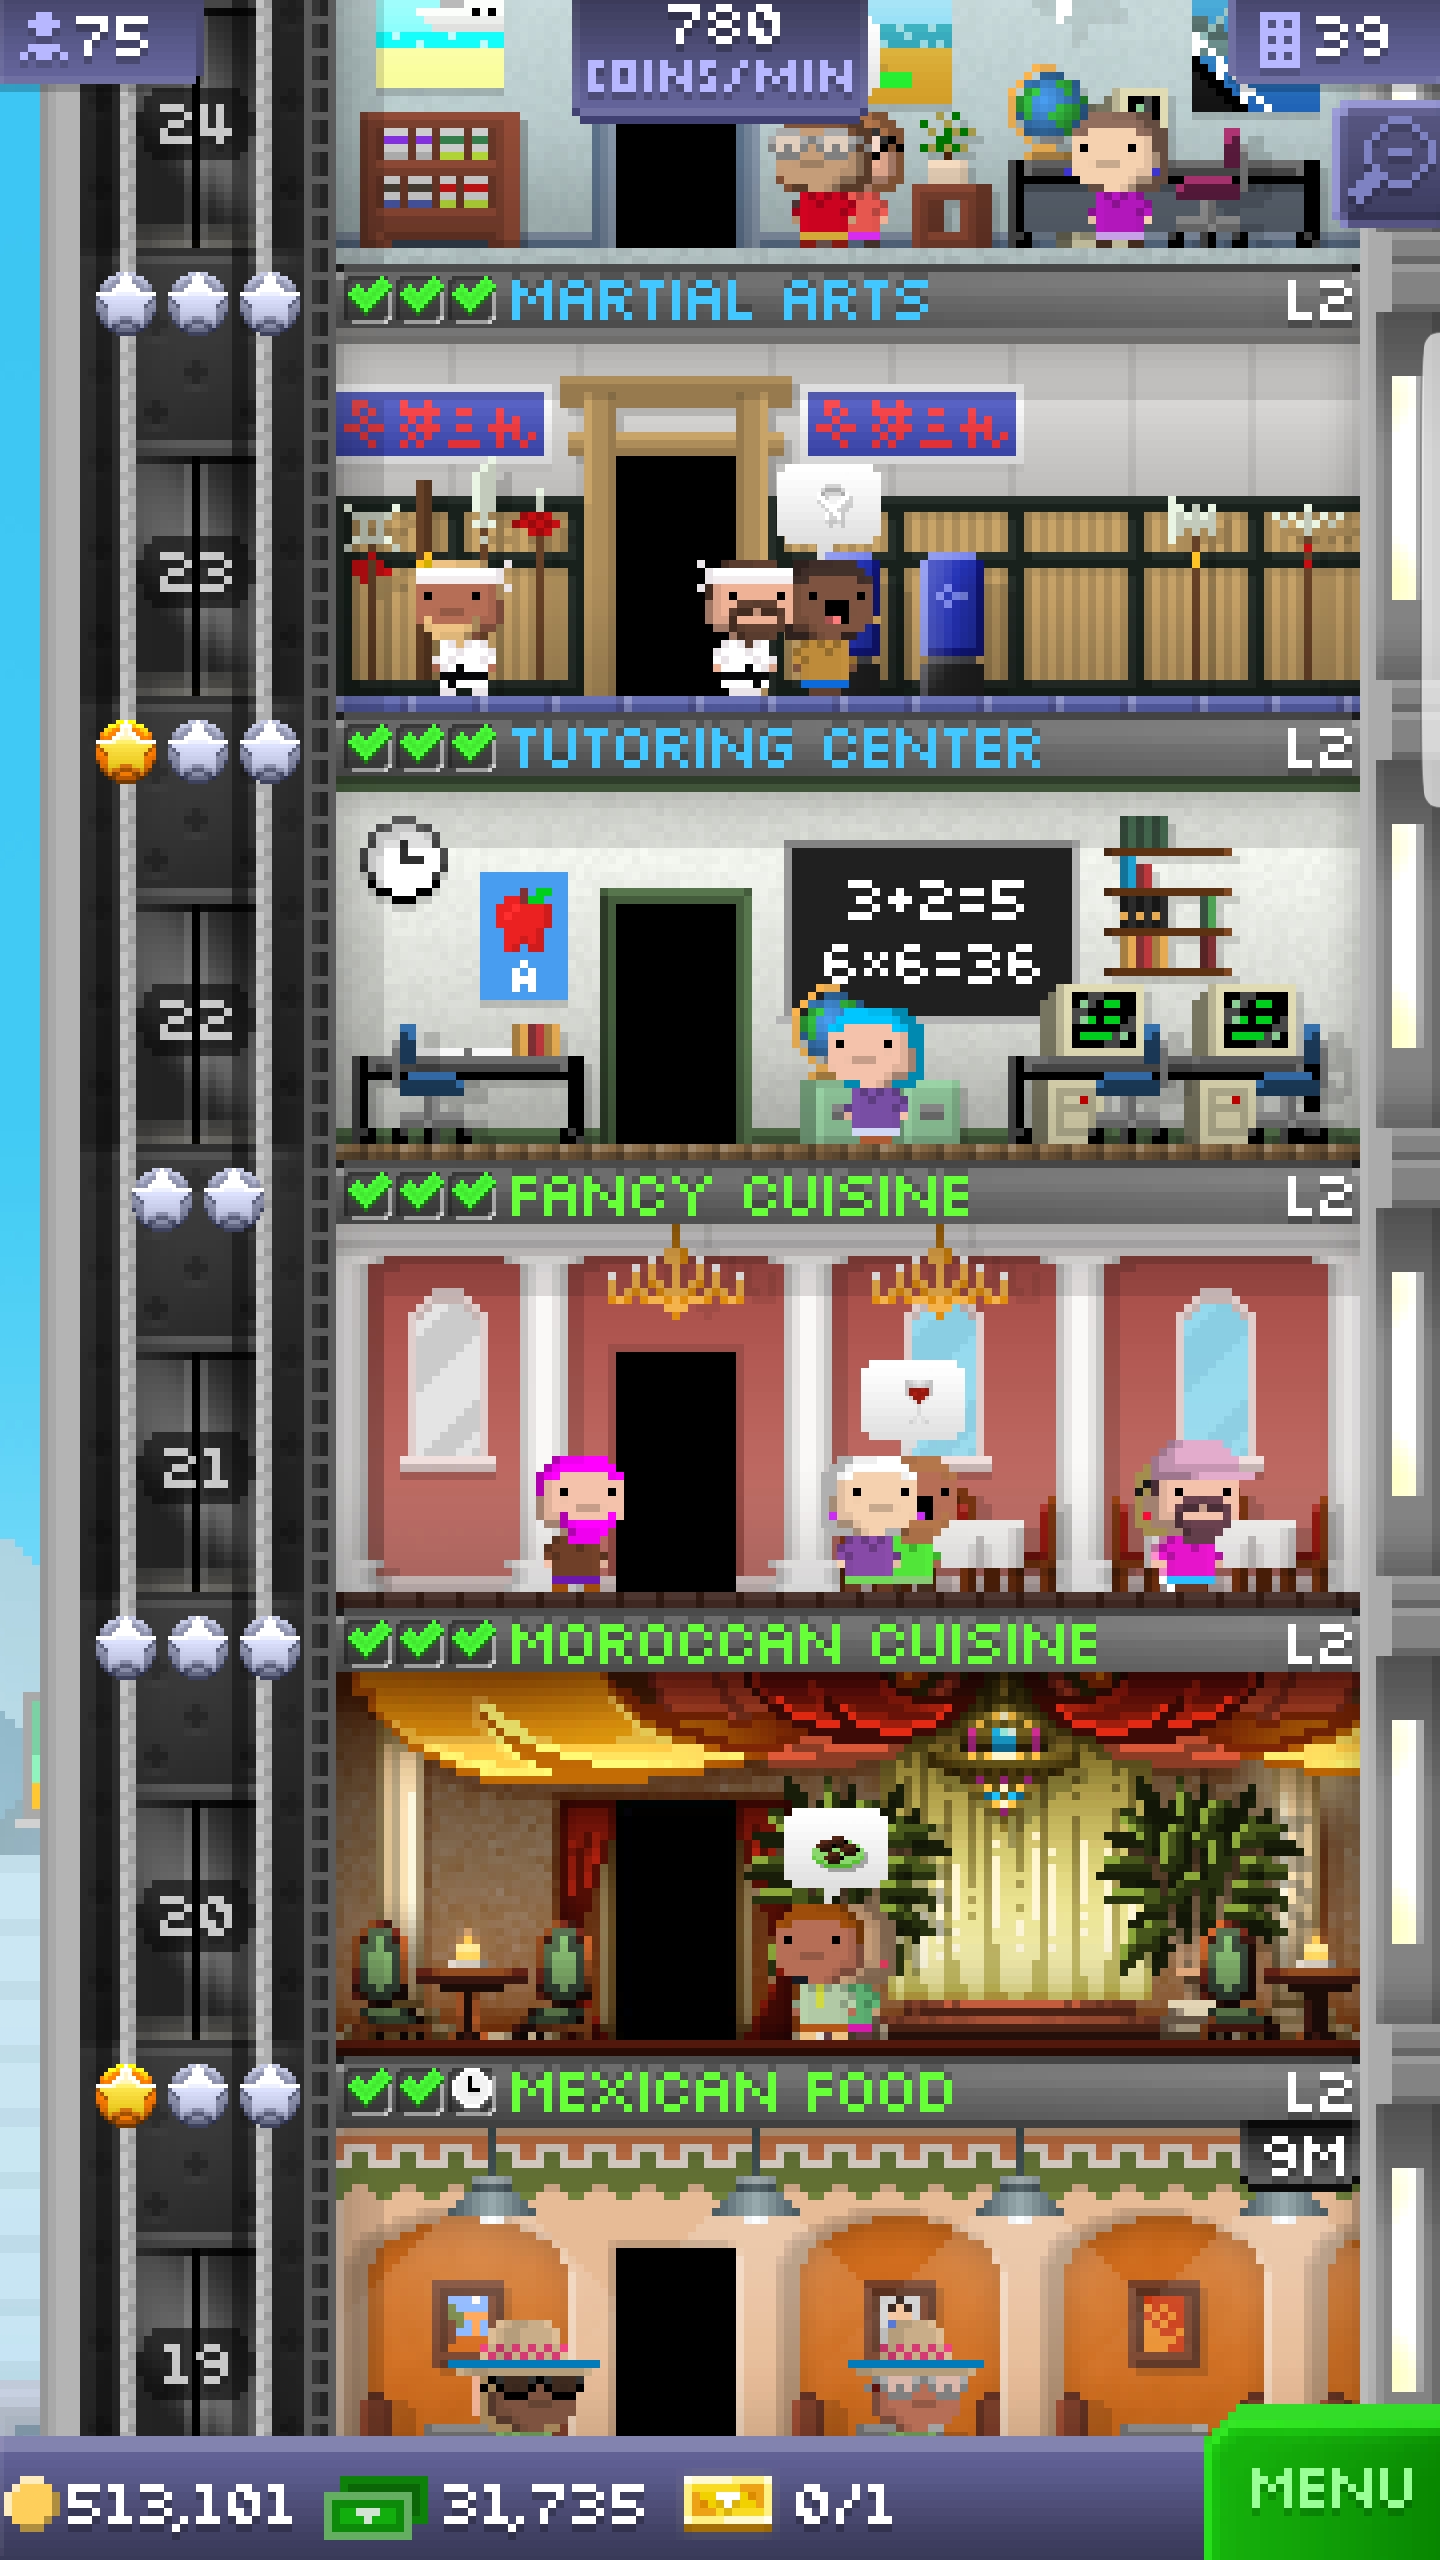 75
780
COINS/MIN
39
24
MARTIAL ARTS L2
23
TUTORING CENTER L2
3+2=5
6×6=36
A
22
FANCY CUISINE L2
21
MOROCCAN CUISINE L2
20
MEXICAN FOOD L2
9M
19
513,101 31,735 0/1
MENU